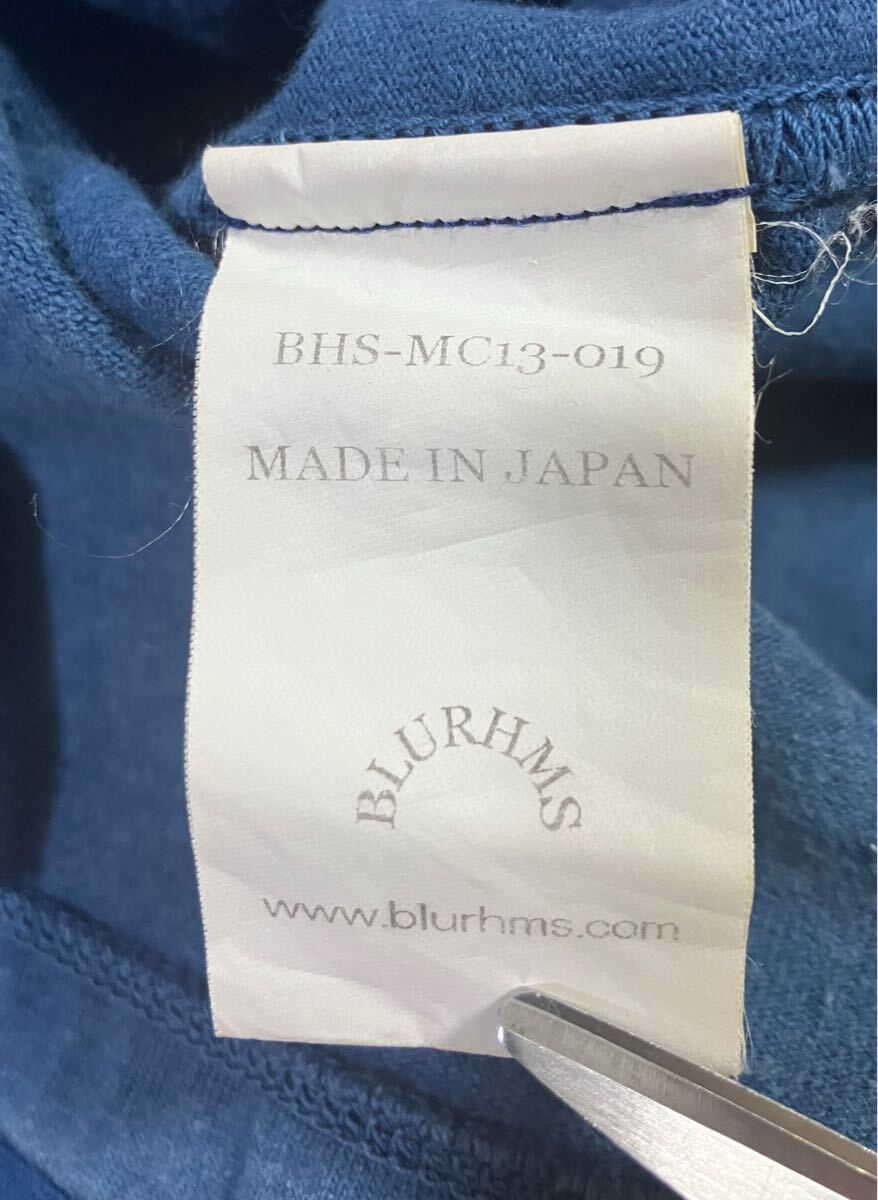 BHS-MC13-019
MADE IN JAPAN
BLURHMS
www.blurhms.com